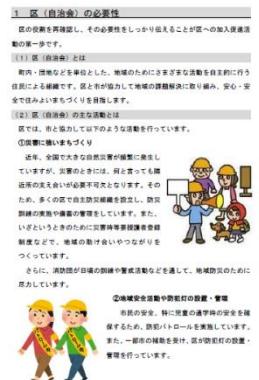 1 区（自治会）の必要性
区の役割を再確認し、その必要性をしっかり伝えることが区への加入促進活
動の第一歩です。
（1）区（自治会）とは
町内・団地などを単位とした、地域のためにさまざまな活動を自主的に行う
住民による組織です。区と市が協力して地域の課題解決に取り組み、安心・安
全で住みよいまちづくりを目指します。
（2）区（自治会）の主な活動とは
区では、市と協力して以下のような活動を行っています。
①災害に強いまちづくり
近年、全国で大きな自然災害が頻繁に発生し
ていますが、災害のときには、何と言っても隣
近所の支え合いが必要不可欠となります。その
ため、多くの区で自主防災組織を設立し、防災
訓練の実施や備蓄の管理をしています。また、
いざというときのために災害時等要援護者登録
制度などで、地域の助け合いやつながりを
つくっています。
さらに、消防団が日頃の訓練や警戒活動などを通して、地域防災のために
尽力しています。
②地域安全活動や防犯灯の設置・管理
市民の安全、特に児童の通学時の安全を確
保するため、防犯パトロールを実施しています。
また、一部市の補助を受け、区が防犯灯の設置・
管理を行っています。